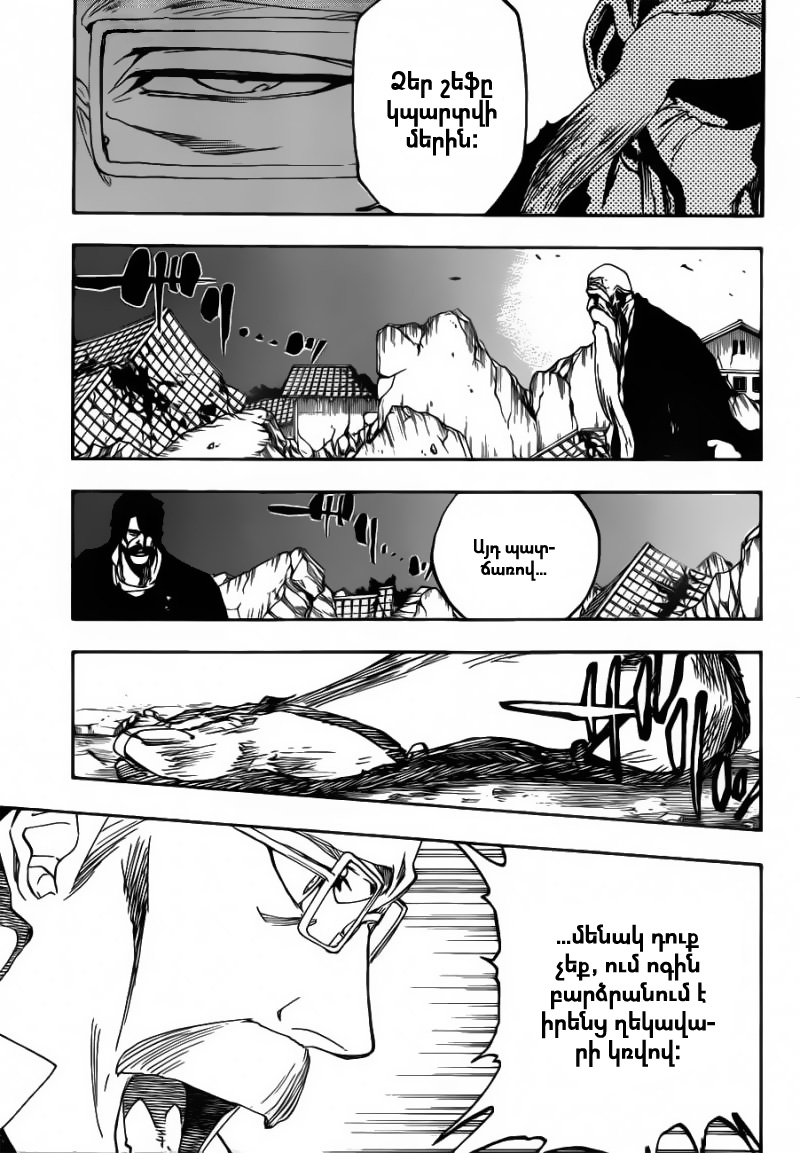 Ձեր շեֆը
կպարտվի
մերին:
Այդ պատ-
ճառով...
...մենակ դուք
չեք, ում ոգին
բարձրանում է
իրենց ղեկավա-
րի կռվով: